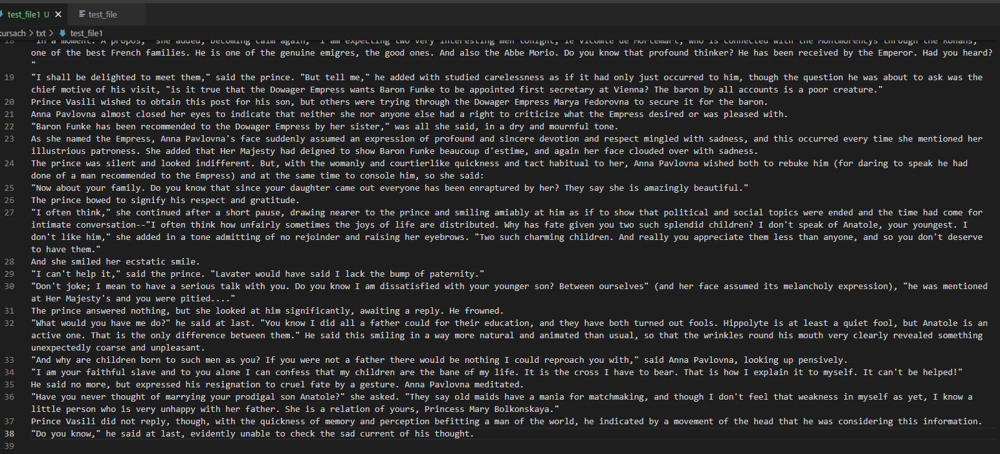 test_file1 U ×
test_file
kursach > txt > test_file1
18 "In a moment. A propos," she added, becoming calm again, "I am expecting two very interesting men tonight, le Vicomte de Mortemart, who is connected with the Montmorencys through the Rohans,
one of the best French families. He is one of the genuine emigres, the good ones. And also the Abbe Morio. Do you know that profound thinker? He has been received by the Emperor. Had you heard?
"
19 "I shall be delighted to meet them," said the prince. "But tell me," he added with studied carelessness as if it had only just occurred to him, though the question he was about to ask was the
chief motive of his visit, "is it true that the Dowager Empress wants Baron Funke to be appointed first secretary at Vienna? The baron by all accounts is a poor creature."
20 Prince Vasili wished to obtain this post for his son, but others were trying through the Dowager Empress Marya Fedorovna to secure it for the baron.
21 Anna Pavlovna almost closed her eyes to indicate that neither she nor anyone else had a right to criticize what the Empress desired or was pleased with.
22 "Baron Funke has been recommended to the Dowager Empress by her sister," was all she said, in a dry and mournful tone.
23 As she named the Empress, Anna Pavlovna's face suddenly assumed an expression of profound and sincere devotion and respect mingled with sadness, and this occurred every time she mentioned her
illustrious patroness. She added that Her Majesty had deigned to show Baron Funke beaucoup d'estime, and again her face clouded over with sadness.
24 The prince was silent and looked indifferent. But, with the womanly and courtierlike quickness and tact habitual to her, Anna Pavlovna wished both to rebuke him (for daring to speak he had
done of a man recommended to the Empress) and at the same time to console him, so she said:
25 "Now about your family. Do you know that since your daughter came out everyone has been enraptured by her? They say she is amazingly beautiful."
26 The prince bowed to signify his respect and gratitude.
27 "I often think," she continued after a short pause, drawing nearer to the prince and smiling amiably at him as if to show that political and social topics were ended and the time had come for
intimate conversation--"I often think how unfairly sometimes the joys of life are distributed. Why has fate given you two such splendid children? I don't speak of Anatole, your youngest. I
don't like him," she added in a tone admitting of no rejoinder and raising her eyebrows. "Two such charming children. And really you appreciate them less than anyone, and so you don't deserve
to have them."
28 And she smiled her ecstatic smile.
29 "I can't help it," said the prince. "Lavater would have said I lack the bump of paternity."
30 "Don't joke; I mean to have a serious talk with you. Do you know I am dissatisfied with your younger son? Between ourselves" (and her face assumed its melancholy expression), "he was mentioned
at Her Majesty's and you were pitied...."
31 The prince answered nothing, but she looked at him significantly, awaiting a reply. He frowned.
32 "What would you have me do?" he said at last. "You know I did all a father could for their education, and they have both turned out fools. Hippolyte is at least a quiet fool, but Anatole is an
active one. That is the only difference between them." He said this smiling in a way more natural and animated than usual, so that the wrinkles round his mouth very clearly revealed something
unexpectedly coarse and unpleasant.
33 "And why are children born to such men as you? If you were not a father there would be nothing I could reproach you with," said Anna Pavlovna, looking up pensively.
34 "I am your faithful slave and to you alone I can confess that my children are the bane of my life. It is the cross I have to bear. That is how I explain it to myself. It can't be helped!"
35 He said no more, but expressed his resignation to cruel fate by a gesture. Anna Pavlovna meditated.
36 "Have you never thought of marrying your prodigal son Anatole?" she asked. "They say old maids have a mania for matchmaking, and though I don't feel that weakness in myself as yet, I know a
little person who is very unhappy with her father. She is a relation of yours, Princess Mary Bolkonskaya."
37 Prince Vasili did not reply, though, with the quickness of memory and perception befitting a man of the world, he indicated by a movement of the head that he was considering this information.
38 "Do you know," he said at last, evidently unable to check the sad current of his thought.
39